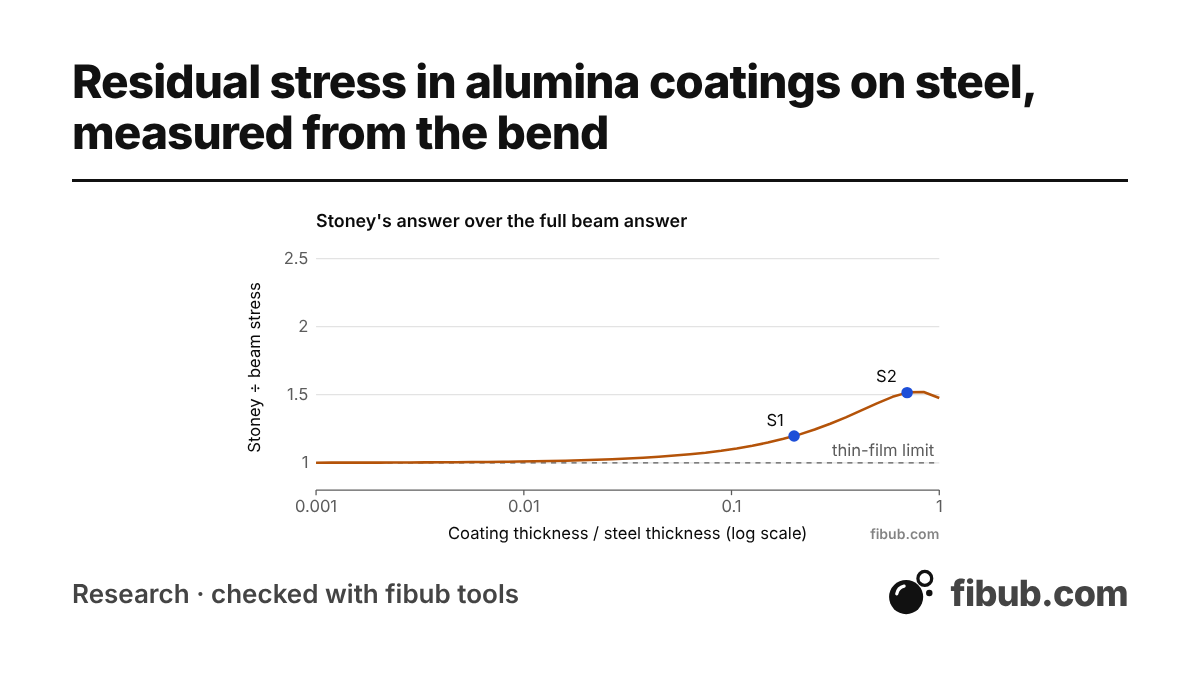 Residual stress in alumina coatings on steel,
measured from the bend
Stoney's answer over the full beam answer
2.5
2
1.5
1
Stoney ÷ beam stress
S1
S2
thin-film limit
0.001
0.01
0.1
1
Coating thickness / steel thickness (log scale)
fibub.com
Research · checked with fibub tools
fibub.com